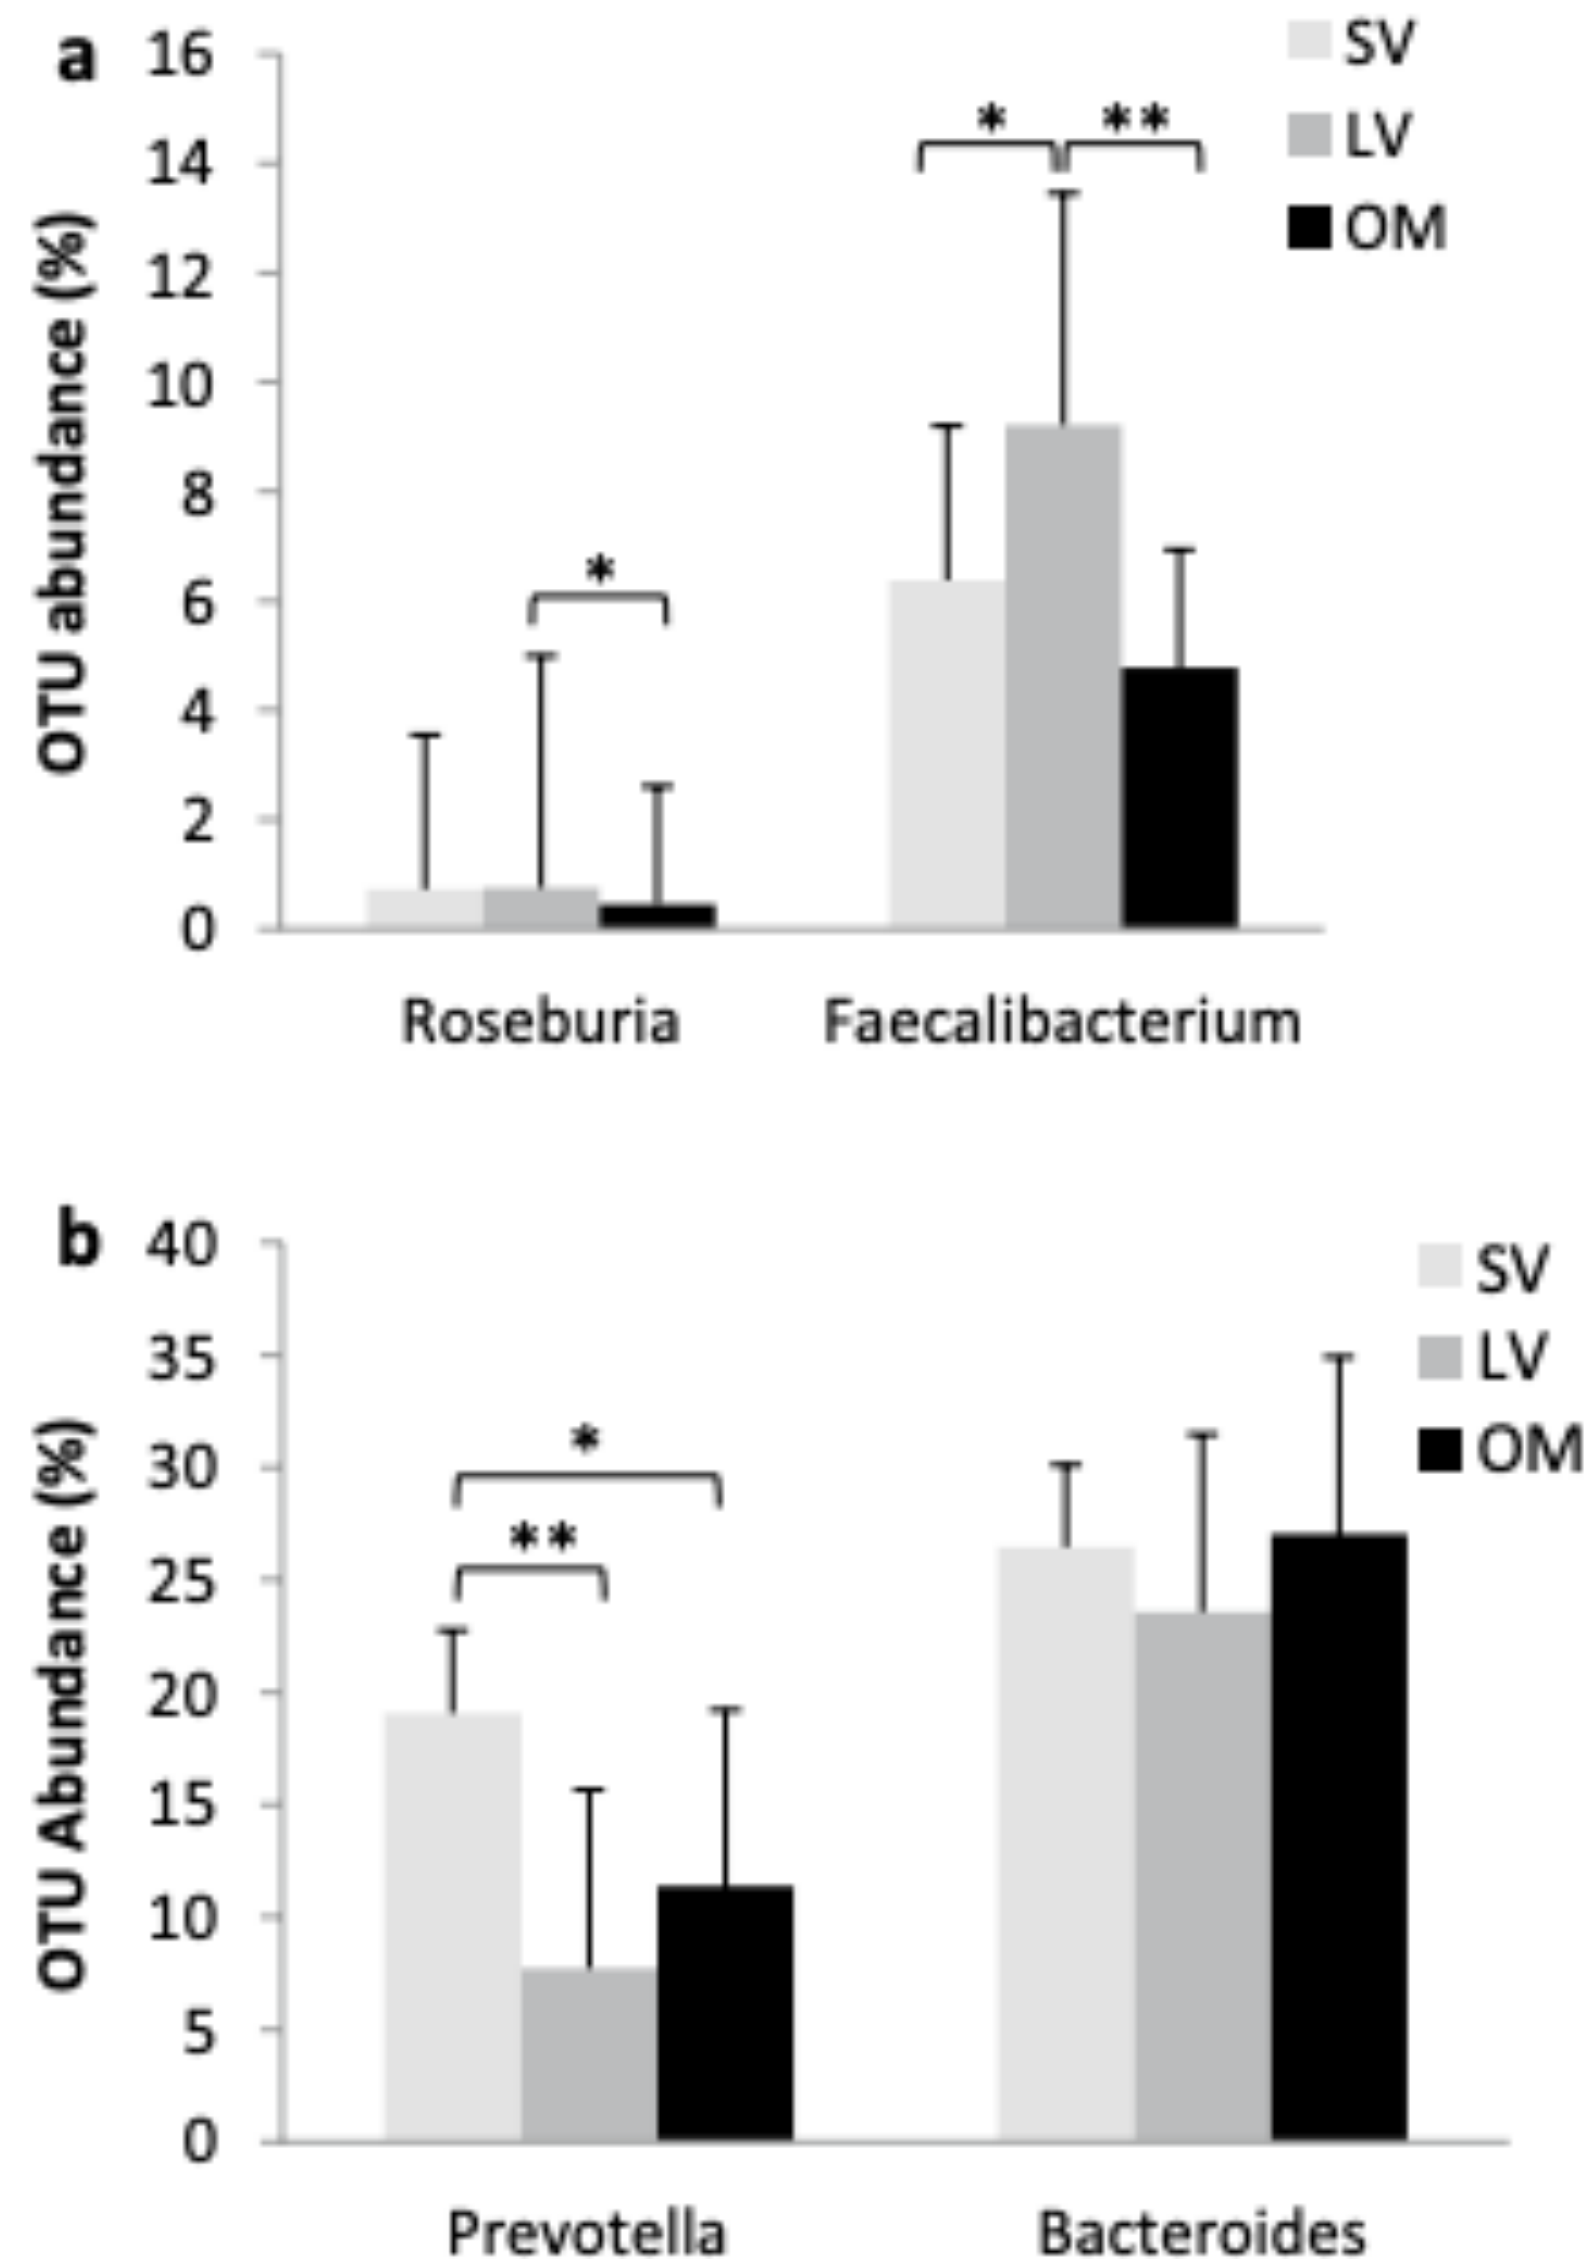 a
16
14
12
10
8
6
4
2
0
OTU abundance (%)
SV
LV
OM
*
**
*
Roseburia
Faecalibacterium
b
40
35
30
25
20
15
10
5
0
OTU Abundance (%)
SV
LV
OM
*
**
Prevotella
Bacteroides